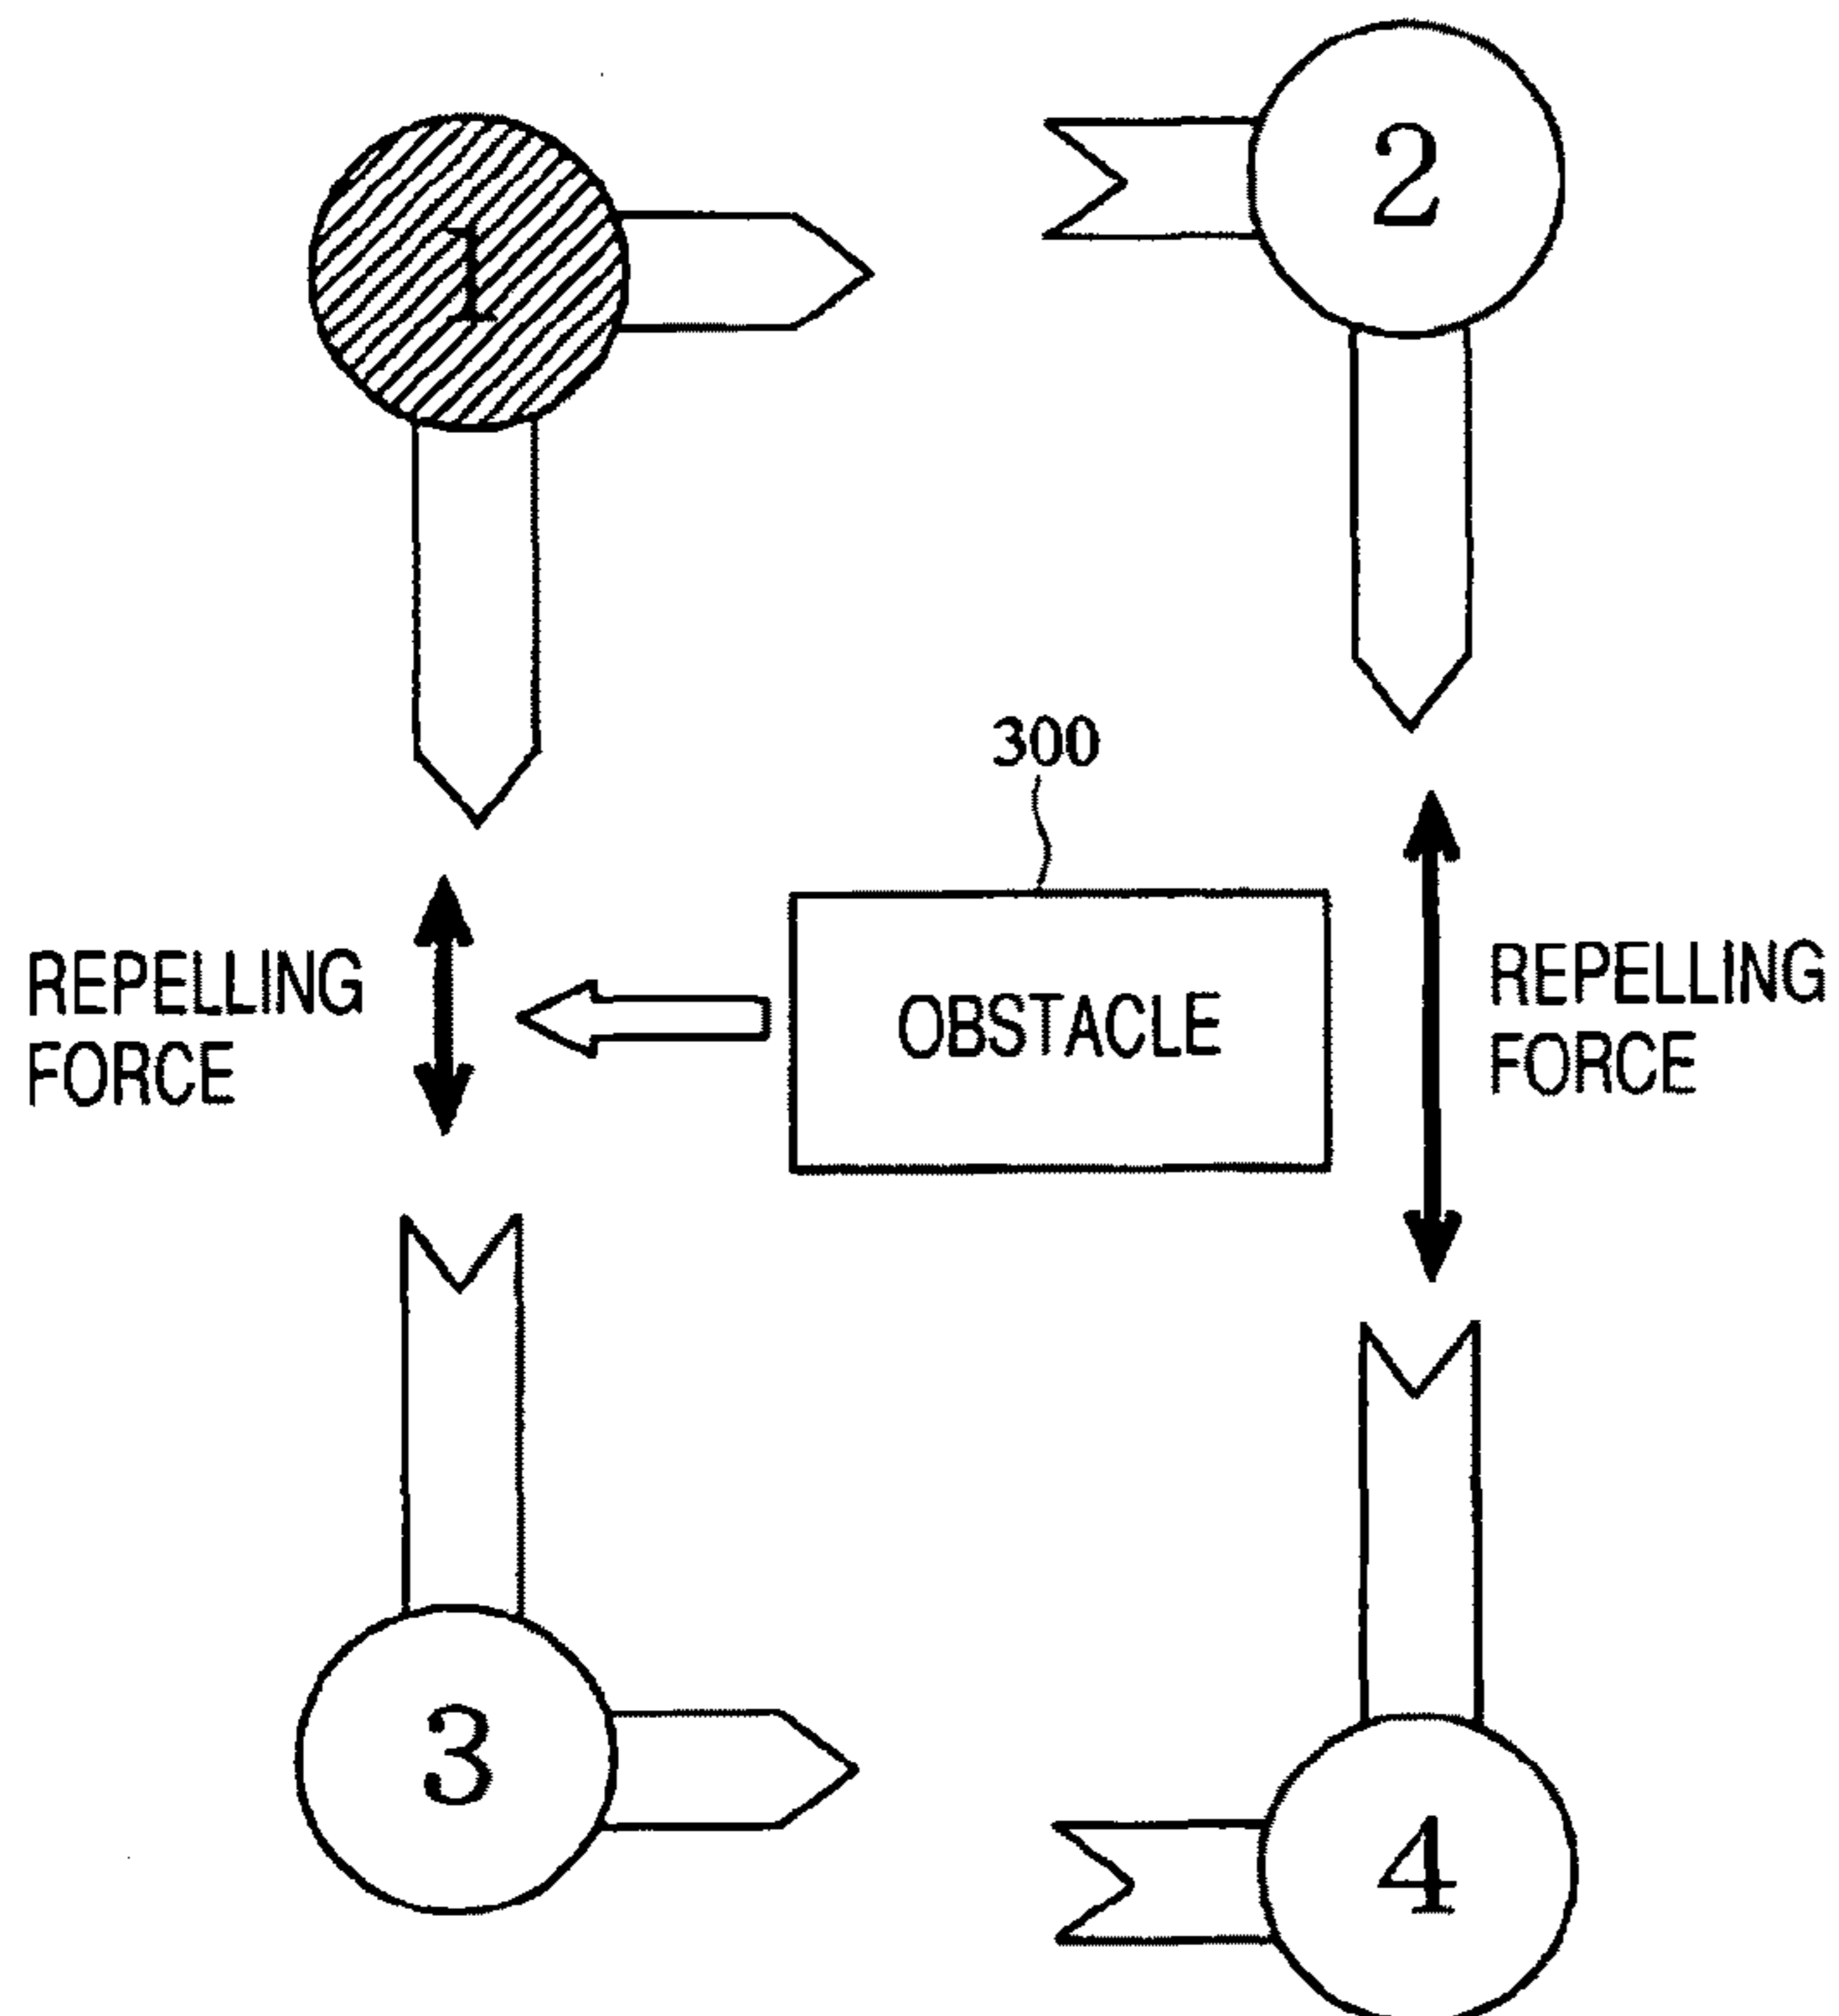 1
2
300
REPELLING
FORCE
OBSTACLE
REPELLING
FORCE
3
4